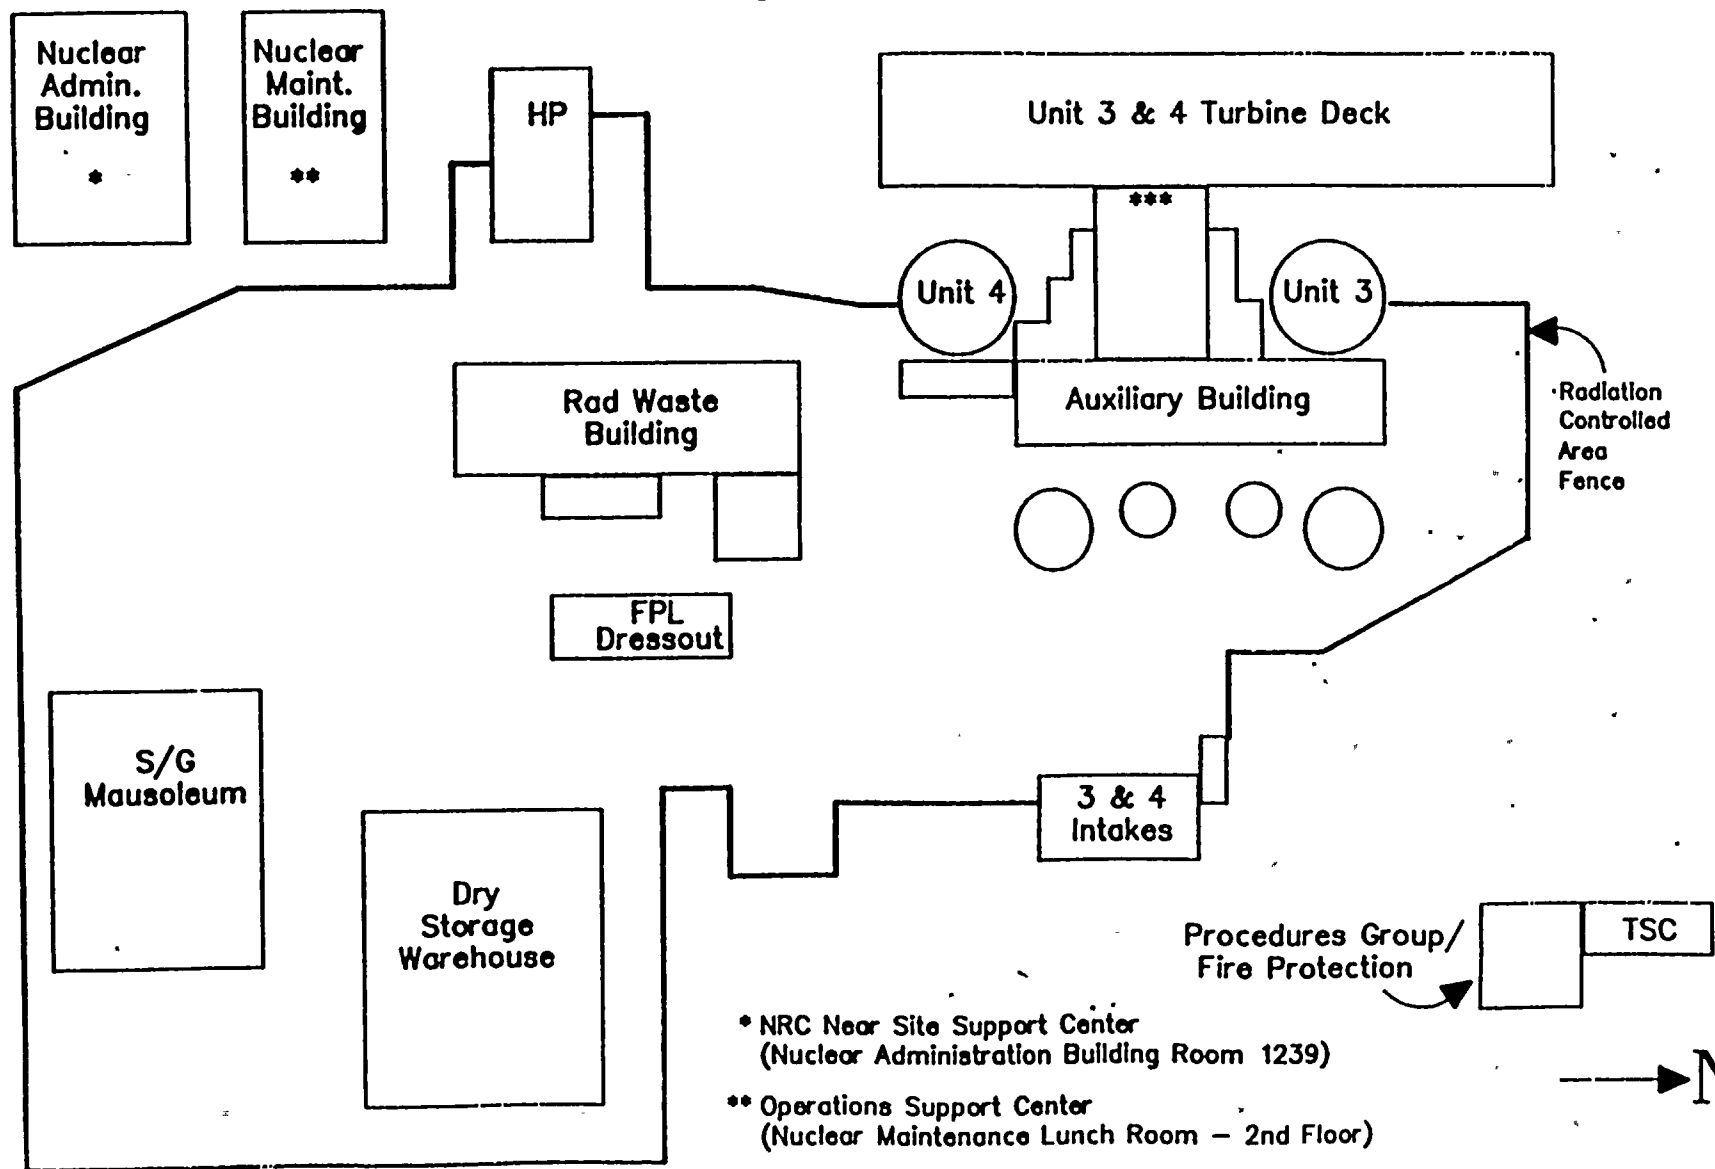 Nuclear
Admin.
Building
*
Nuclear
Maint.
Building
**
HP
Unit 3 & 4 Turbine Deck
***
Unit 4
Unit 3
Rad Waste
Building
Auxiliary Building
Radiation
Controlled
Area
Fence
FPL
Dressout
S/G
Mausoleum
3 & 4
Intakes
Dry
Storage
Warehouse
Procedures Group/
Fire Protection
TSC
* NRC Near Site Support Center
(Nuclear Administration Building Room 1239)
N
** Operations Support Center
(Nuclear Maintenance Lunch Room – 2nd Floor)